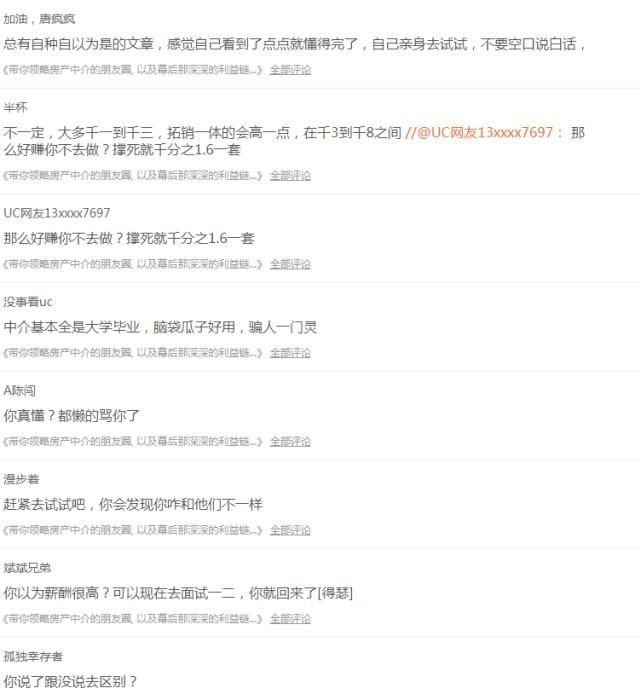 加油，唐疯疯
总有自种自以为是的文章，感觉自己看到了点点就懂得完了，自己亲身去试试，不要空口说白话，
《带你领略房产中介的朋友圈, 以及幕后那深深的利益链...》 全部评论
半杯
不一定，大多千一到千三，拓销一体的会高一点，在千3到千8之间 //@UC网友13xxxx7697： 那
么好赚你不去做？撑死就千分之1.6一套
《带你领略房产中介的朋友圈, 以及幕后那深深的利益链...》 全部评论
UC网友13xxxx7697
那么好赚你不去做？撑死就千分之1.6一套
《带你领略房产中介的朋友圈, 以及幕后那深深的利益链...》 全部评论
没事看uc
中介基本全是大学毕业，脑袋瓜子好用，骗人一门灵
《带你领略房产中介的朋友圈, 以及幕后那深深的利益链...》 全部评论
A陈闯
你真懂？都懒的骂你了
《带你领略房产中介的朋友圈, 以及幕后那深深的利益链...》 全部评论
漫步着
赶紧去试试吧，你会发现你咋和他们不一样
《带你领略房产中介的朋友圈, 以及幕后那深深的利益链...》 全部评论
斌斌兄弟
你以为薪酬很高？可以现在去面试一二，你就回来了[得瑟]
《带你领略房产中介的朋友圈, 以及幕后那深深的利益链...》 全部评论
孤独幸存者
你说了跟没说去区别？